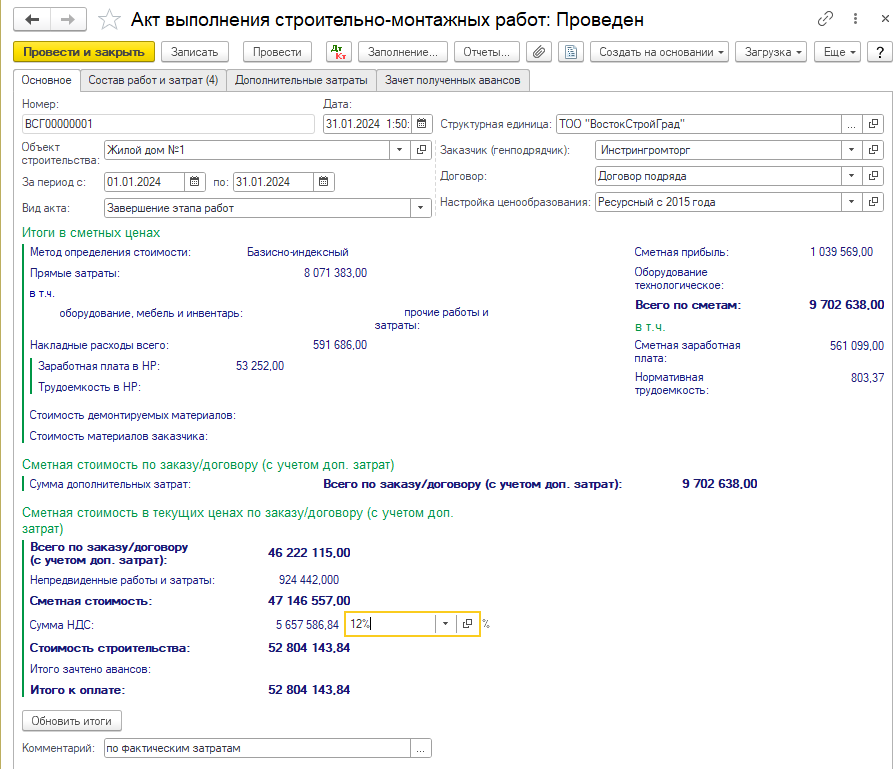 Акт выполнения строительно-монтажных работ: Проведен
Провести и закрыть Записать Провести Дт Кт Заполнение... Отчеты... Создать на основании Загрузка Еще ?
Основное Состав работ и затрат (4) Дополнительные затраты Зачет полученных авансов
Номер: Дата:
ВСГ00000001 31.01.2024 1:50: Структурная единица: ТОО "ВостокСтройГрад" ...
Объект
строительства: Жилой дом №1 Заказчик (генподрядчик): Инстрингромторг
За период с: 01.01.2024 по: 31.01.2024 Договор: Договор подряда
Вид акта: Завершение этапа работ Настройка ценообразования: Ресурсный с 2015 года
Итоги в сметных ценах
Метод определения стоимости: Базисно-индексный Сметная прибыль: 1 039 569,00
Прямые затраты: 8 071 383,00 Оборудование
технологическое:
в т.ч.
Всего по сметам: 9 702 638,00
оборудование, мебель и инвентарь: прочие работы и
затраты:
в т.ч.
Накладные расходы всего: 591 686,00 Сметная заработная
плата: 561 099,00
Заработная плата в НР: 53 252,00
Трудоемкость в НР: Нормативная
трудоемкость: 803,37
Стоимость демонтируемых материалов:
Стоимость материалов заказчика:
Сметная стоимость по заказу/договору (с учетом доп. затрат)
Сумма дополнительных затрат: Всего по заказу/договору (с учетом доп. затрат): 9 702 638,00
Сметная стоимость в текущих ценах по заказу/договору (с учетом доп.
затрат)
Всего по заказу/договору
(с учетом доп. затрат): 46 222 115,00
Непредвиденные работы и затраты: 924 442,000
Сметная стоимость: 47 146 557,00
Сумма НДС: 5 657 586,84 12% %
Стоимость строительства: 52 804 143,84
Итого зачтено авансов:
Итого к оплате: 52 804 143,84
Обновить итоги
Комментарий: по фактическим затратам ...